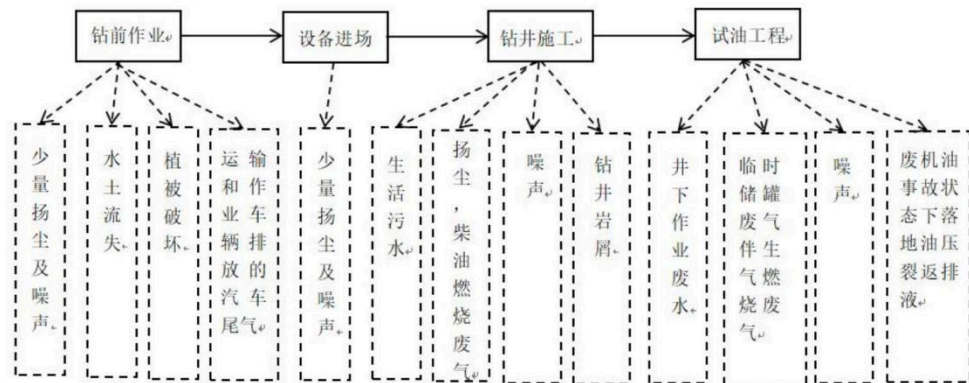 钻前作业
设备进场
钻井施工
试油工程
少量扬尘及噪声
水土流失
植被破坏
运输和作业车辆排放的汽车尾气
少量扬尘及噪声
生活污水
扬尘，柴油燃烧废气
噪声
钻井岩屑
井下作业废水
临时储罐废气伴生气燃烧废气
噪声
废机油事故状态下落地油压裂返排液